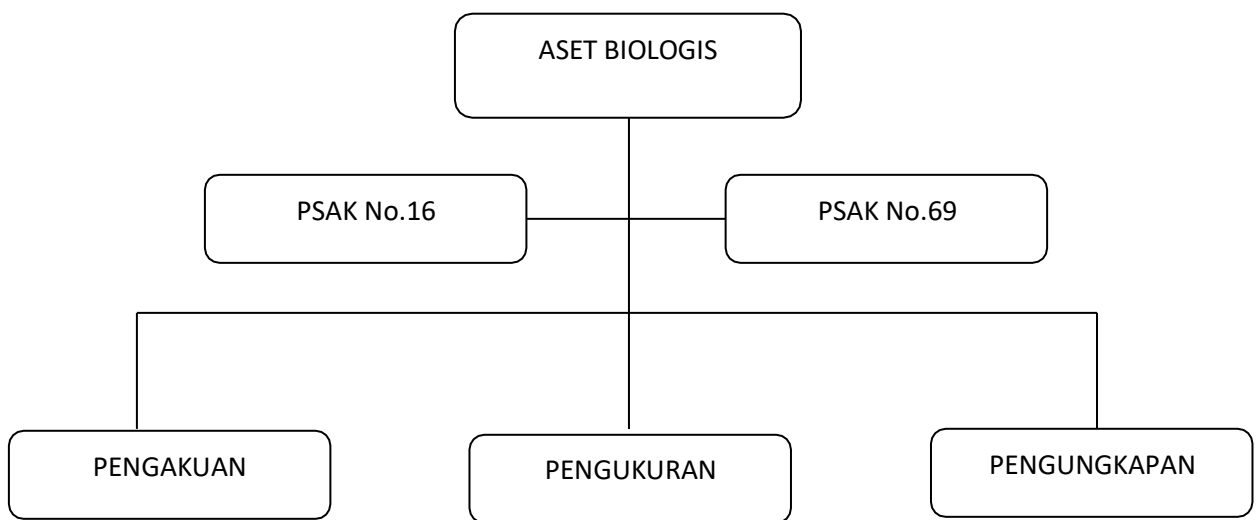 ASET BIOLOGIS
PSAK No.16
PSAK No.69
PENGAKUAN
PENGUKURAN
PENGUNGKAPAN